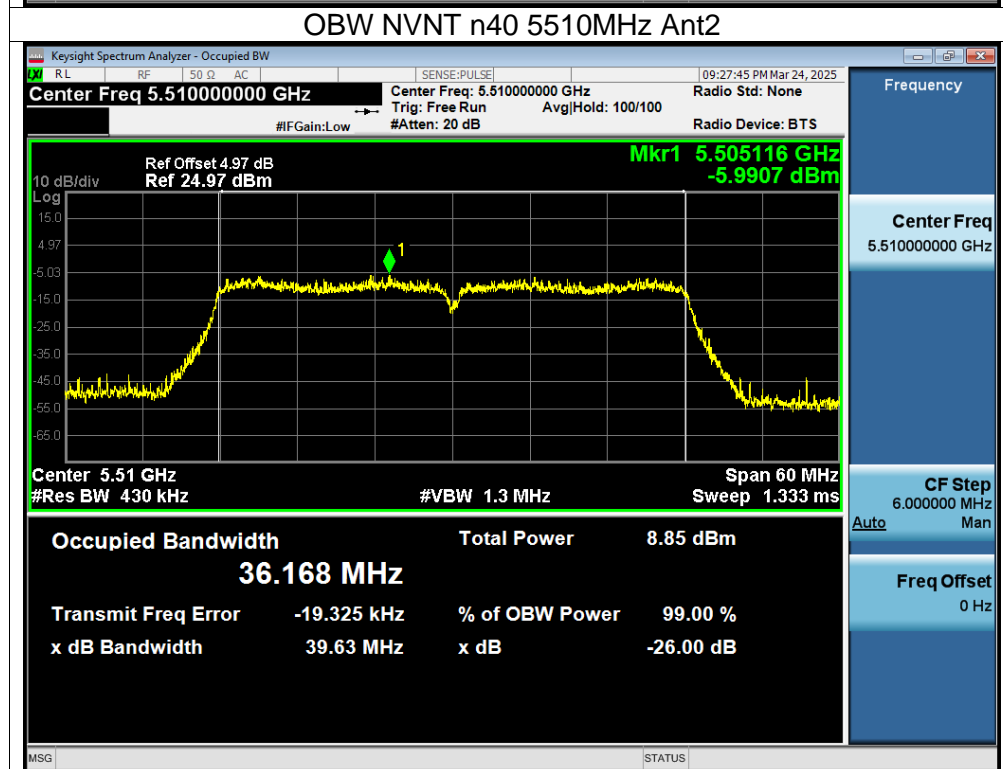 OBW NVNT n40 5510MHz Ant2
Keysight Spectrum Analyzer - Occupied BW
LXI RL RF 50 Ω AC SENSE:PULSE 09:27:45 PM Mar 24, 2025
Center Freq 5.510000000 GHz Center Freq: 5.510000000 GHz Radio Std: None
Trig: Free Run Avg|Hold: 100/100
#IFGain:Low #Atten: 20 dB Radio Device: BTS
Frequency
Mkr1 5.505116 GHz
-5.9907 dBm
Ref Offset 4.97 dB
10 dB/div Ref 24.97 dBm
Log
15.0
4.97
-5.03
-15.0
-25.0
-35.0
-45.0
-55.0
-65.0
1
Center 5.51 GHz Span 60 MHz
#Res BW 430 kHz #VBW 1.3 MHz Sweep 1.333 ms
Occupied Bandwidth Total Power 8.85 dBm
36.168 MHz
Transmit Freq Error -19.325 kHz % of OBW Power 99.00 %
x dB Bandwidth 39.63 MHz x dB -26.00 dB
Center Freq
5.510000000 GHz
CF Step
6.000000 MHz
Auto Man
Freq Offset
0 Hz
MSG STATUS